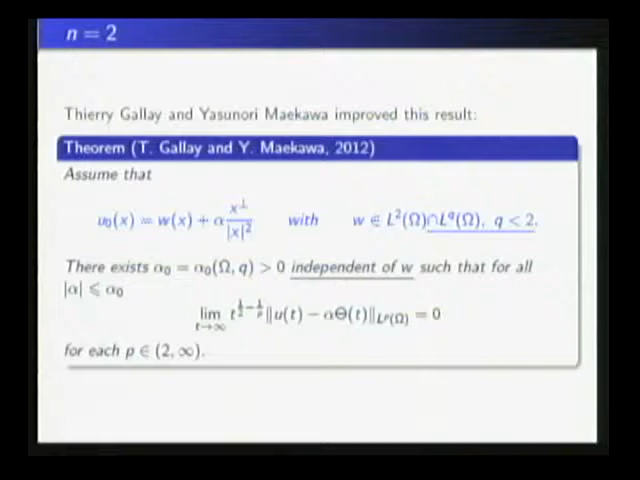 n = 2
Thierry Gallay and Yasunori Maekawa improved this result:
Theorem (T. Gallay and Y. Maekawa, 2012)
Assume that
u₀(x) = w(x) + α x^⊥/|x|² with w ∈ L²(Ω)∩L^q(Ω), q < 2.
There exists α₀ = α₀(Ω, q) > 0 independent of w such that for all
|α| ⩽ α₀
lim_{t→∞} t^{1/2−1/p} ‖u(t) − αΘ(t)‖_{L^p(Ω)} = 0
for each p ∈ (2, ∞).